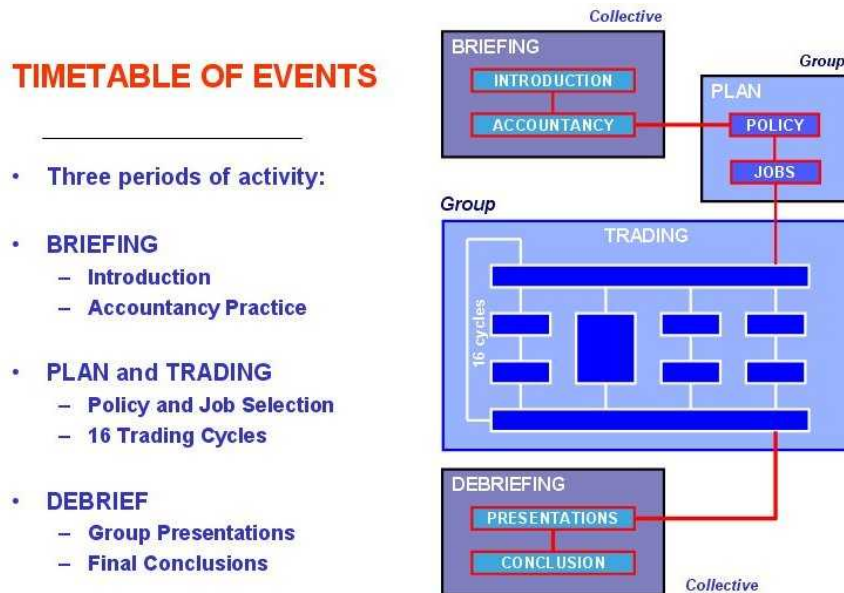 TIMETABLE OF EVENTS
• Three periods of activity:
• BRIEFING
– Introduction
– Accountancy Practice
• PLAN and TRADING
– Policy and Job Selection
– 16 Trading Cycles
• DEBRIEF
– Group Presentations
– Final Conclusions
Collective
BRIEFING
INTRODUCTION
ACCOUNTANCY
Group
PLAN
POLICY
JOBS
Group
TRADING
16 cycles
DEBRIEFING
PRESENTATIONS
CONCLUSION
Collective